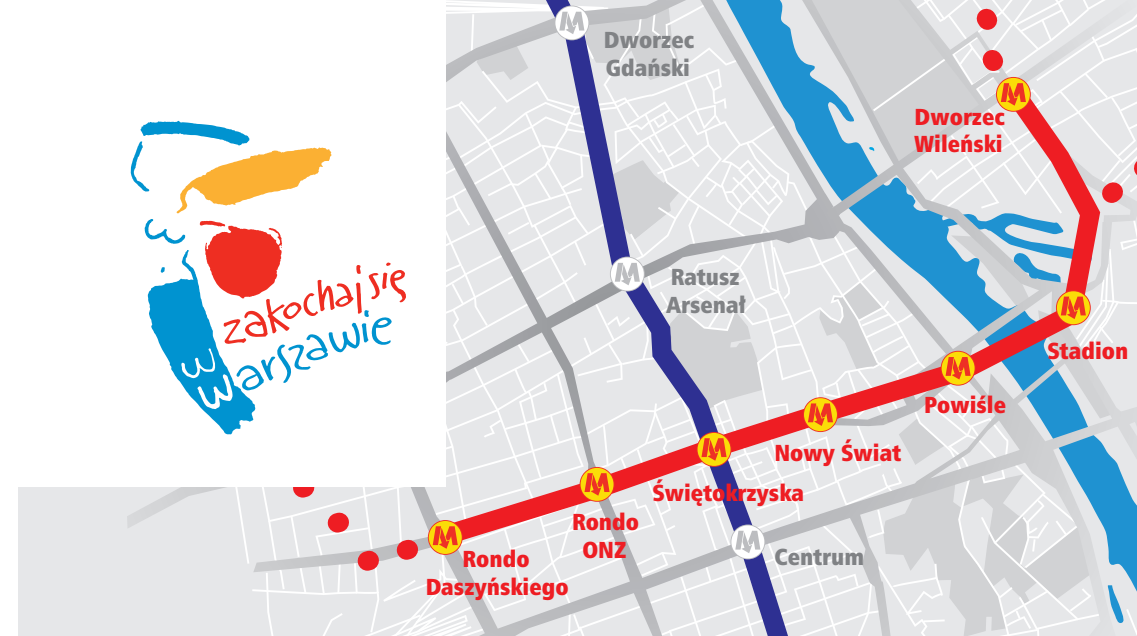 zakochaj się
w
warszawie
Dworzec
Gdański
Dworzec
Wileński
Ratusz
Arsenał
Stadion
Powiśle
Nowy Świat
Świętokrzyska
Rondo
ONZ
Centrum
Rondo
Daszyńskiego